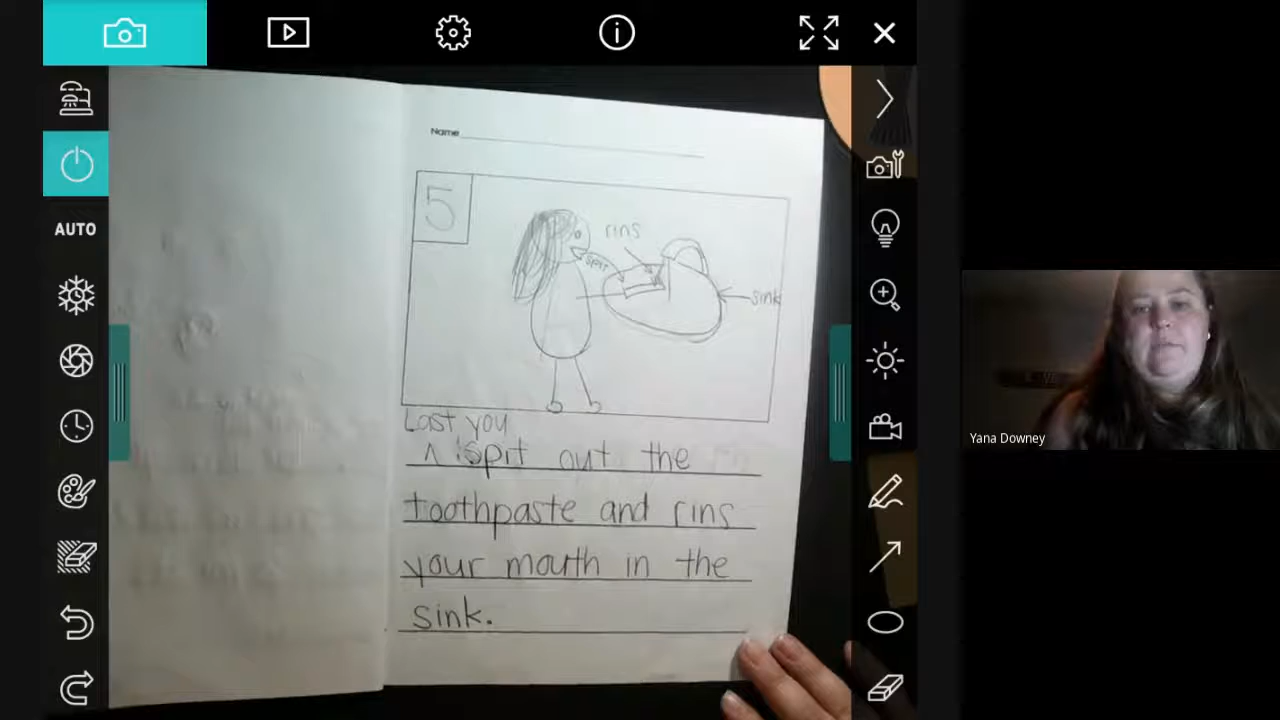 AUTO
Name
5
rins
spit
sink
Last you
^ spit out the
toothpaste and rins
your mouth in the
sink.
Yana Downey